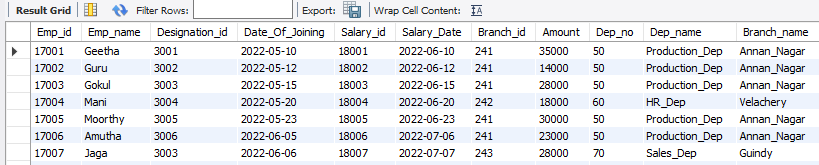 Result Grid Filter Rows: Export: Wrap Cell Content:
Emp_id Emp_name Designation_id Date_Of_Joining Salary_id Salary_Date Branch_id Amount Dep_no Dep_name Branch_name
17001 Geetha 3001 2022-05-10 18001 2022-06-10 241 35000 50 Production_Dep Annan_Nagar
17002 Guru 3002 2022-05-12 18002 2022-06-12 241 14000 50 Production_Dep Annan_Nagar
17003 Gokul 3003 2022-05-15 18003 2022-06-15 241 28000 50 Production_Dep Annan_Nagar
17004 Mani 3004 2022-05-20 18004 2022-06-20 242 18000 60 HR_Dep Velachery
17005 Moorthy 3005 2022-05-23 18005 2022-06-23 241 30000 50 Production_Dep Annan_Nagar
17006 Amutha 3006 2022-06-05 18006 2022-07-06 241 23000 50 Production_Dep Annan_Nagar
17007 Jaga 3003 2022-06-06 18007 2022-07-07 243 28000 70 Sales_Dep Guindy